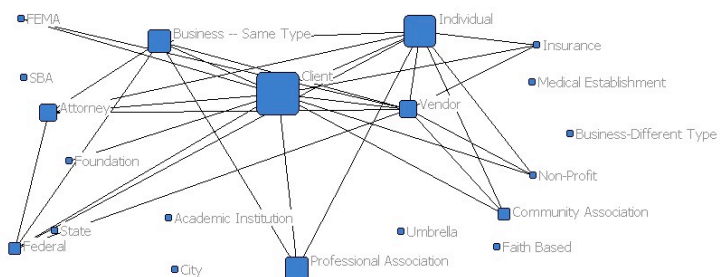 FEMA
Business -- Same Type
Individual
Insurance
SBA
Client
Medical Establishment
Attorney
Vendor
Business-Different Type
Foundation
Non-Profit
Community Association
Academic Institution
State
Umbrella
Federal
Faith Based
Professional Association
City